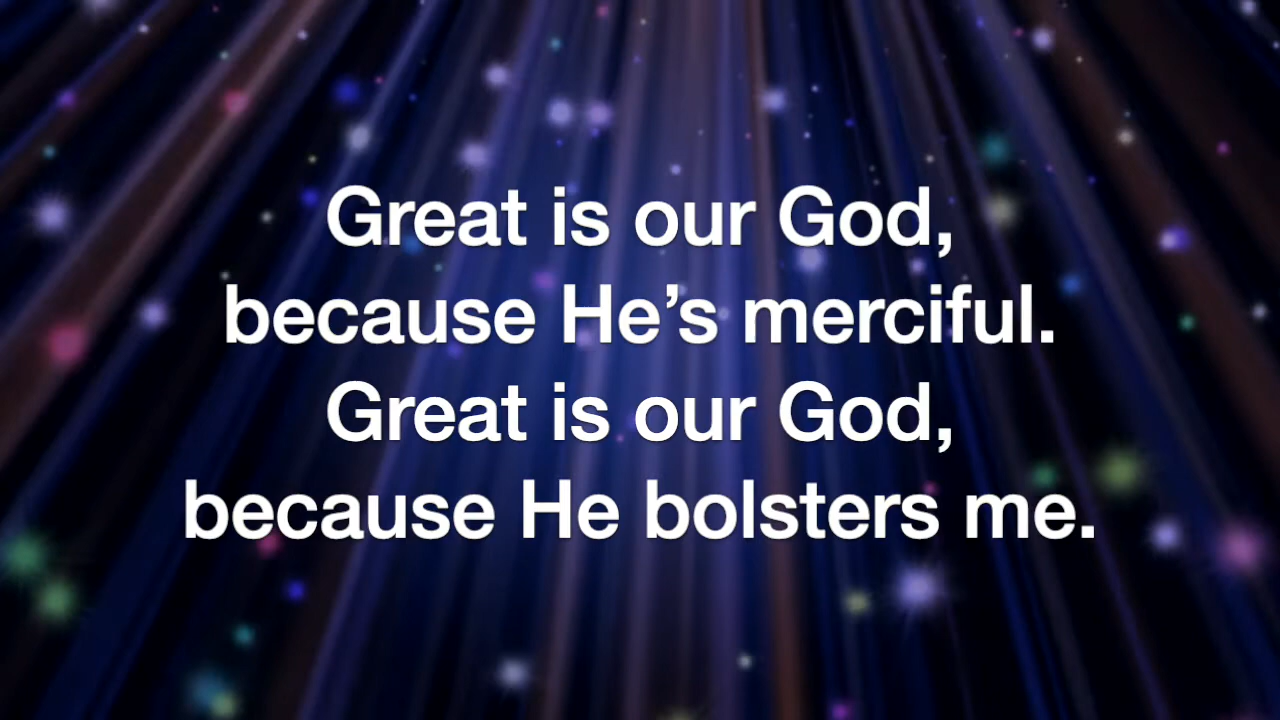 Great is our God,
because He’s merciful.
Great is our God,
because He bolsters me.